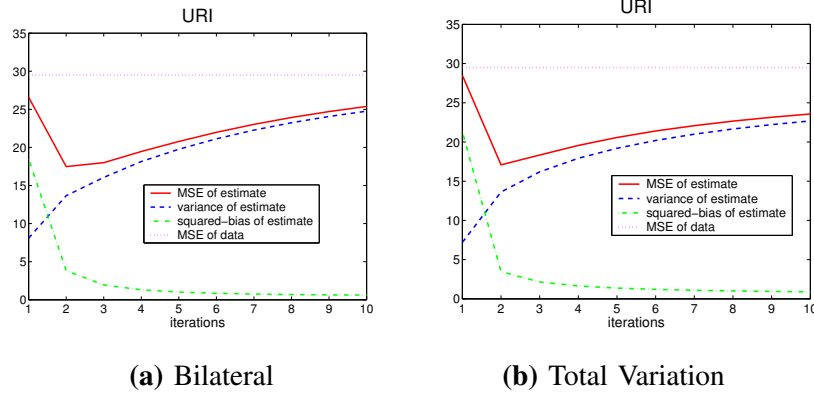 URI
35
30
25
20
15
10
5
0
MSE of estimate
variance of estimate
squared-bias of estimate
MSE of data
1 2 3 4 5 6 7 8 9 10
iterations
(a) Bilateral
URI
35
30
25
20
15
10
5
0
MSE of estimate
variance of estimate
squared-bias of estimate
MSE of data
1 2 3 4 5 6 7 8 9 10
iterations
(b) Total Variation